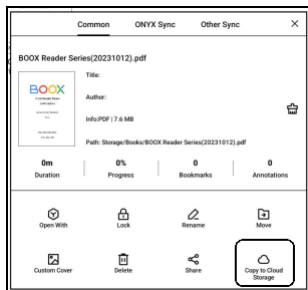 Common ONYX Sync Other Sync
BOOX Reader Series(20231012).pdf
Title:
BOOX
Author:
Info:PDF | 7.6 MB
Path: Storage/Books/BOOX Reader Series(20231012).pdf
0m 0% 0 0
Duration Progress Bookmarks Annotations
Open With Lock Rename Move
Custom Cover Delete Share Copy to Cloud
Storage